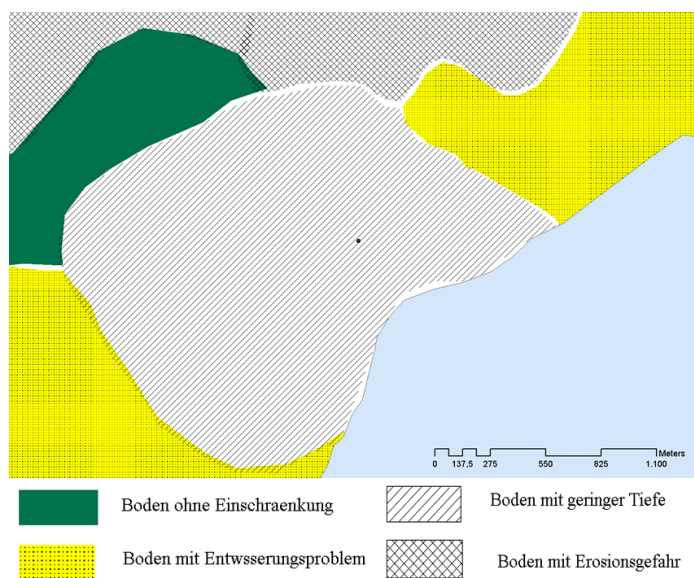 Meters
0 137,5 275 550 825 1.100
Boden ohne Einschraenkung
Boden mit geringer Tiefe
Boden mit Entwsserungsproblem
Boden mit Erosionsgefahr